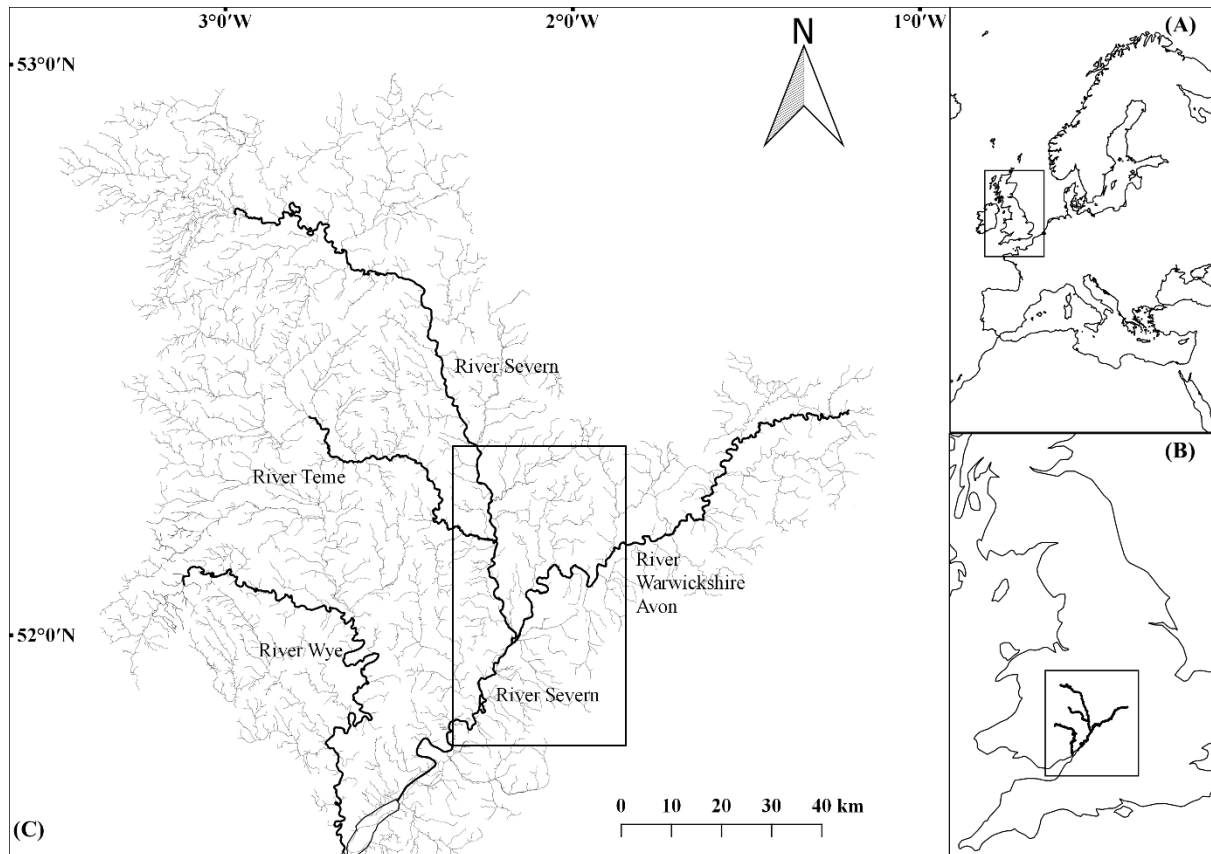 3°0′W
2°0′W
1°0′W
53°0′N
N
(A)
River Severn
River Teme
(B)
River
Warwickshire
Avon
52°0′N
River Wye
River Severn
0 10 20 30 40 km
(C)